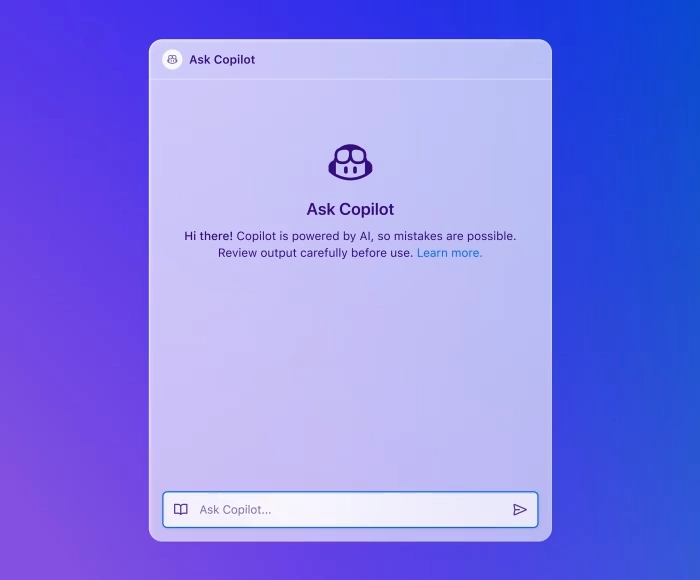 Ask Copilot
Ask Copilot
Hi there! Copilot is powered by AI, so mistakes are possible.
Review output carefully before use. Learn more.
Ask Copilot...